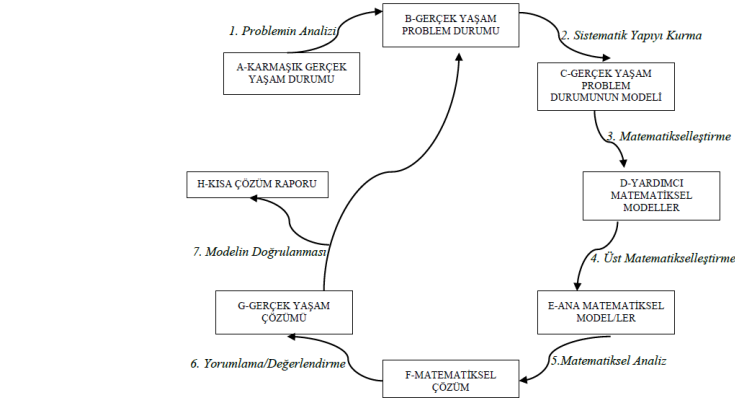 1. Problemin Analizi
B-GERÇEK YAŞAM
PROBLEM DURUMU
2. Sistematik Yapıyı Kurma
A-KARMAŞIK GERÇEK
YAŞAM DURUMU
C-GERÇEK YAŞAM
PROBLEM
DURUMUNUN MODELİ
3. Matematikselleştirme
H-KISA ÇÖZÜM RAPORU
D-YARDIMCI
MATEMATİKSEL
MODELLER
7. Modelin Doğrulanması
4. Üst Matematikselleştirme
G-GERÇEK YAŞAM
ÇÖZÜMÜ
E-ANA MATEMATİKSEL
MODEL/LER
6. Yorumlama/Değerlendirme
F-MATEMATİKSEL
ÇÖZÜM
5.Matematiksel Analiz